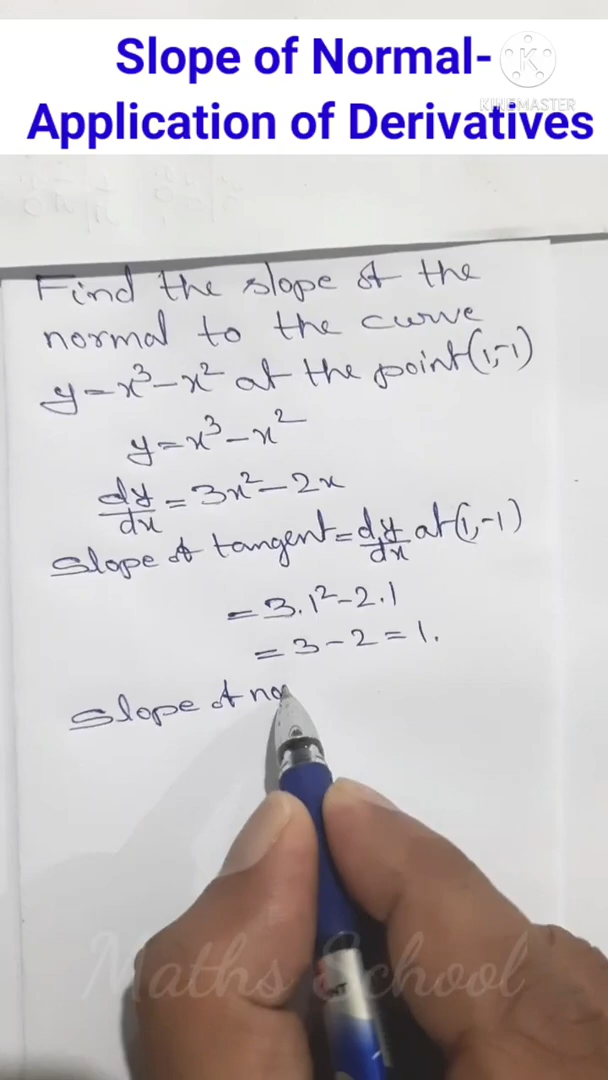 Slope of Normal-
KINEMASTER
Application of Derivatives
Find the slope of the
normal to the curve
y=x³-x² at the point(1,-1)
y=x³-x²
dy/dx=3x²-2x
Slope of tangent=dy/dx at(1,-1)
=3.1²-2.1
=3-2=1.
Slope of no
Maths School